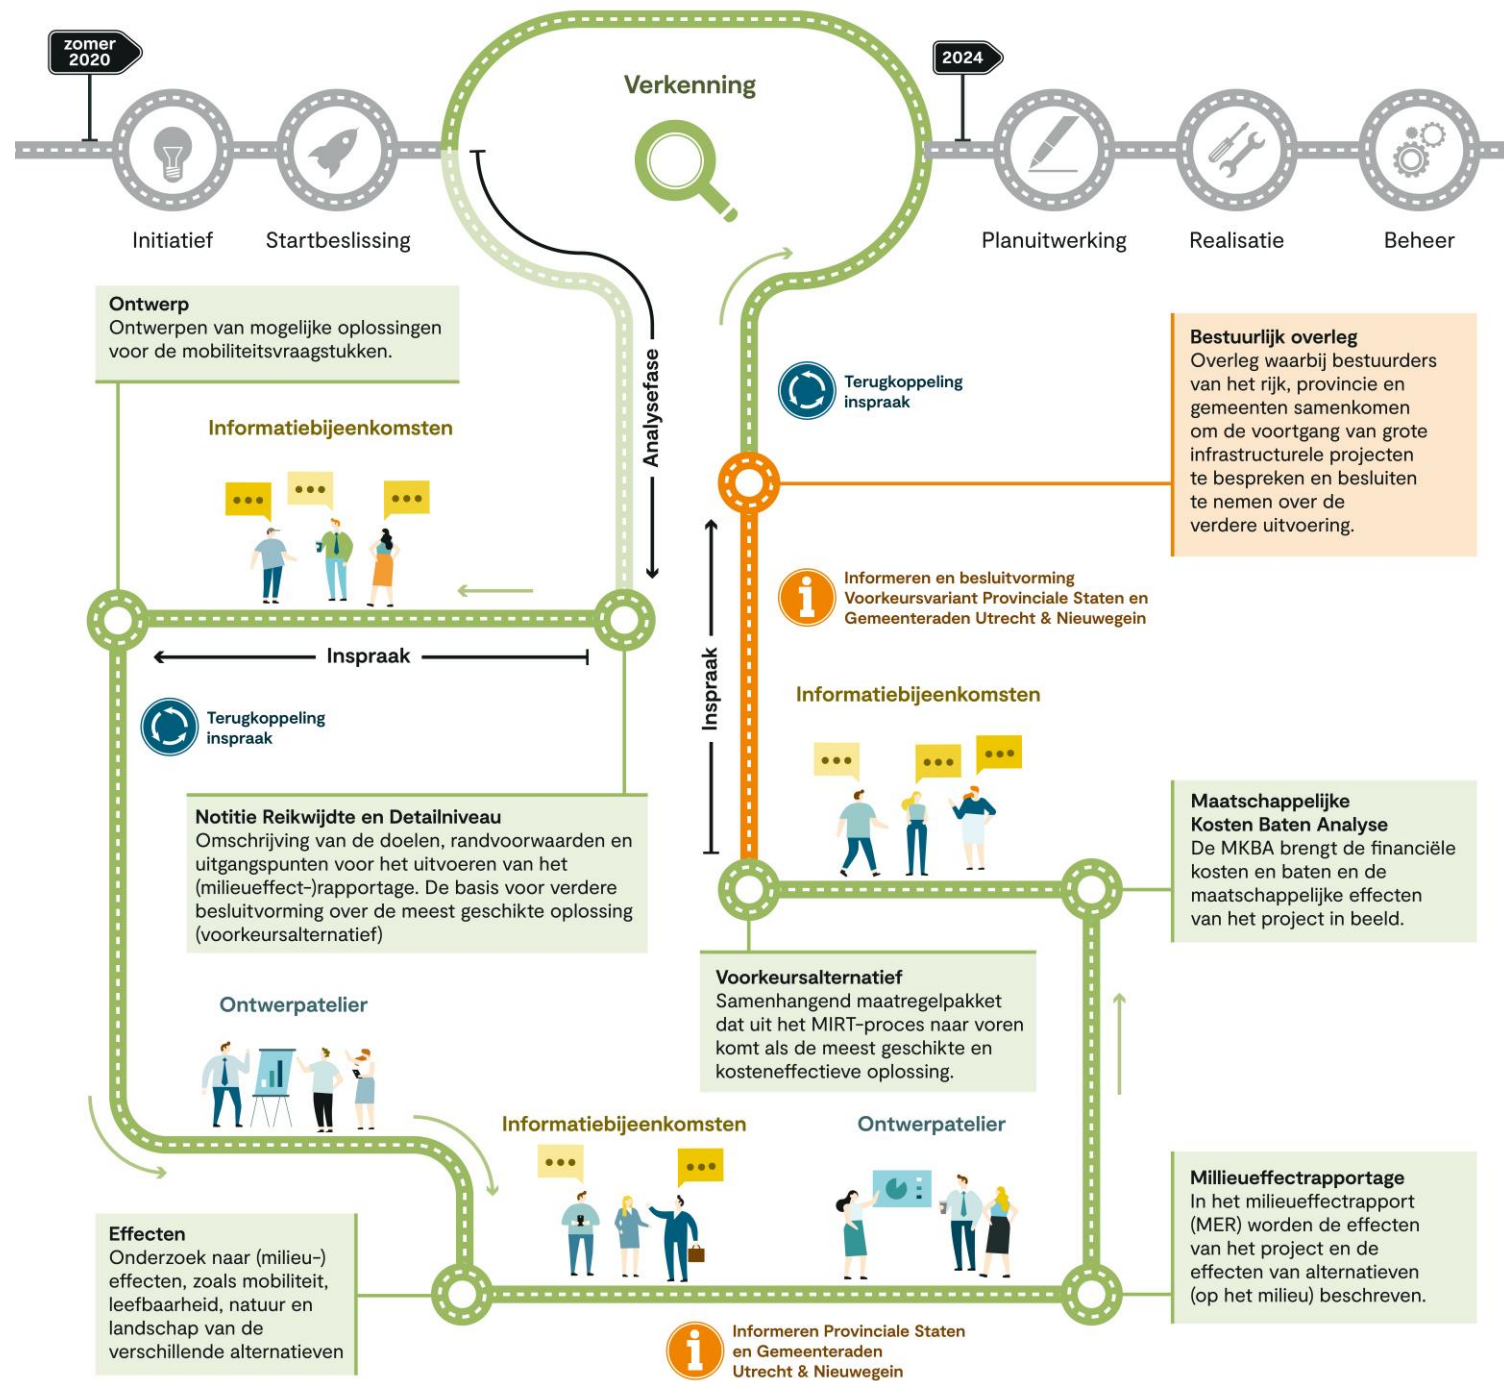 zomer
2020
Verkenning
2024
Initiatief
Startbeslissing
Planuitwerking
Realisatie
Beheer
Analysefase
Ontwerp
Ontwerpen van mogelijke oplossingen
voor de mobiliteitsvraagstukken.
Informatiebijeenkomsten
Inspraak
Terugkoppeling
inspraak
Notitie Reikwijdte en Detailniveau
Omschrijving van de doelen, randvoorwaarden en
uitgangspunten voor het uitvoeren van het
(milieueffect-)rapportage. De basis voor verdere
besluitvorming over de meest geschikte oplossing
(voorkeursalternatief)
Ontwerpatelier
Effecten
Onderzoek naar (milieu-)
effecten, zoals mobiliteit,
leefbaarheid, natuur en
landschap van de
verschillende alternatieven
Informatiebijeenkomsten
Ontwerpatelier
Informeren Provinciale Staten
en Gemeenteraden
Utrecht & Nieuwegein
Millieueffectrapportage
In het milieueffectrapport
(MER) worden de effecten
van het project en de
effecten van alternatieven
(op het milieu) beschreven.
Maatschappelijke
Kosten Baten Analyse
De MKBA brengt de financiële
kosten en baten en de
maatschappelijke effecten
van het project in beeld.
Informatiebijeenkomsten
Voorkeursalternatief
Samenhangend maatregelpakket
dat uit het MIRT-proces naar voren
komt als de meest geschikte en
kosteneffectieve oplossing.
Inspraak
Informeren en besluitvorming
Voorkeursvariant Provinciale Staten en
Gemeenteraden Utrecht & Nieuwegein
Bestuurlijk overleg
Overleg waarbij bestuurders
van het rijk, provincie en
gemeenten samenkomen
om de voortgang van grote
infrastructurele projecten
te bespreken en besluiten
te nemen over de
verdere uitvoering.
Terugkoppeling
inspraak